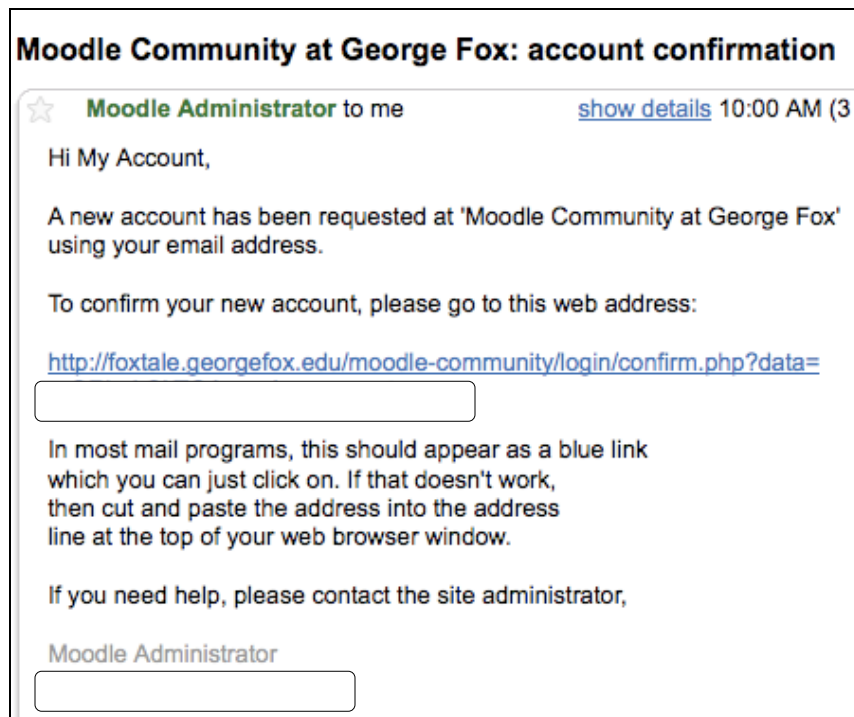 Moodle Community at George Fox: account confirmation
Moodle Administrator to me show details 10:00 AM (3
Hi My Account,
A new account has been requested at 'Moodle Community at George Fox'
using your email address.
To confirm your new account, please go to this web address:
http://foxtale.georgefox.edu/moodle-community/login/confirm.php?data=
In most mail programs, this should appear as a blue link
which you can just click on. If that doesn't work,
then cut and paste the address into the address
line at the top of your web browser window.
If you need help, please contact the site administrator,
Moodle Administrator